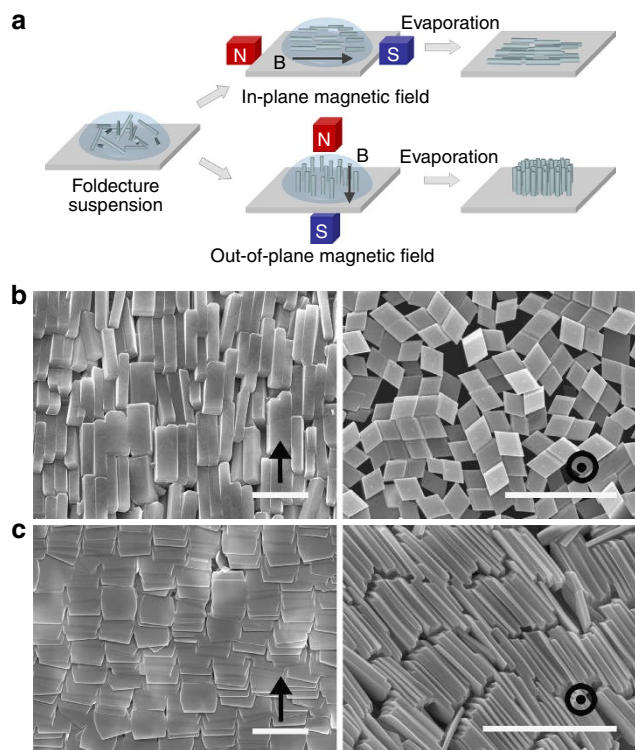 a
Evaporation
N
B
S
In-plane magnetic field
N
Foldecture
suspension
B
Evaporation
S
Out-of-plane magnetic field
b
c